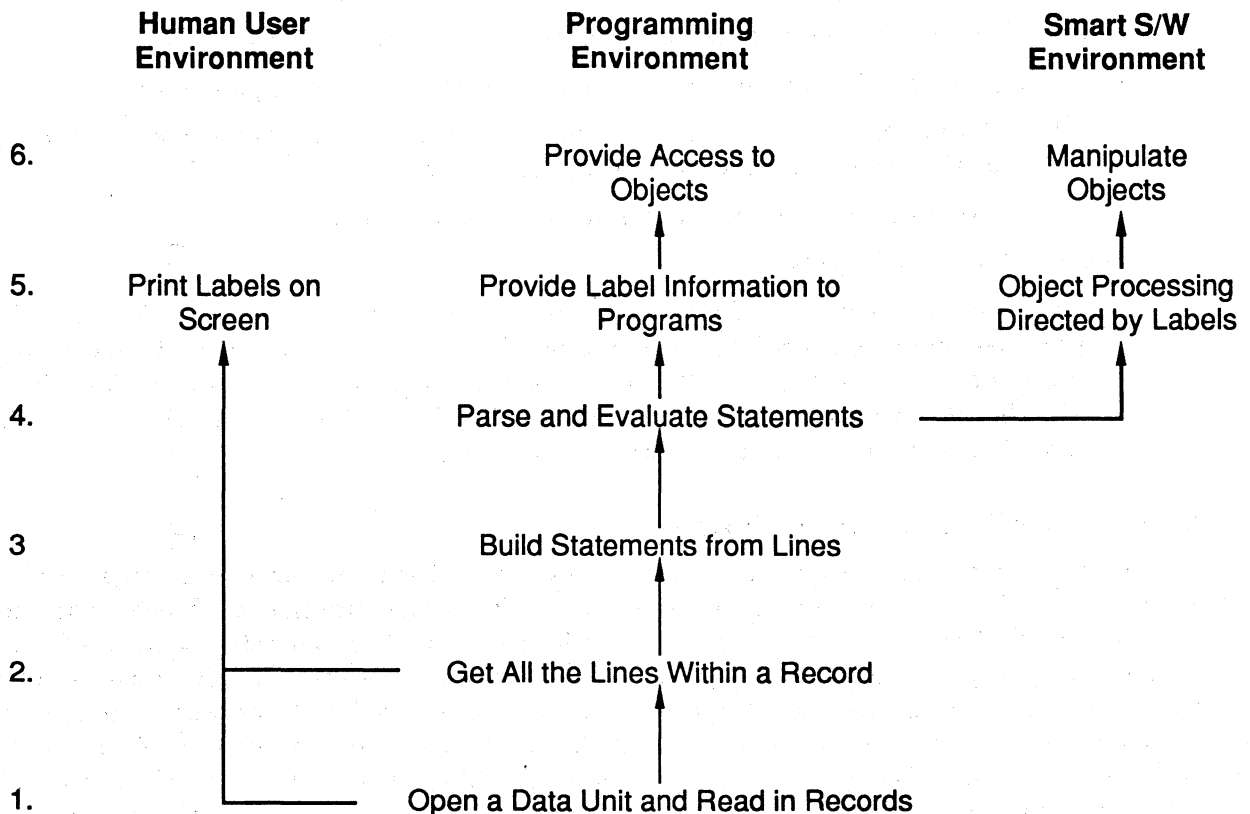 Human User
Environment
Programming
Environment
Smart S/W
Environment
6.
Provide Access to
Objects
Manipulate
Objects
5.
Print Labels on
Screen
Provide Label Information to
Programs
Object Processing
Directed by Labels
4.
Parse and Evaluate Statements
3
Build Statements from Lines
2.
Get All the Lines Within a Record
1.
Open a Data Unit and Read in Records